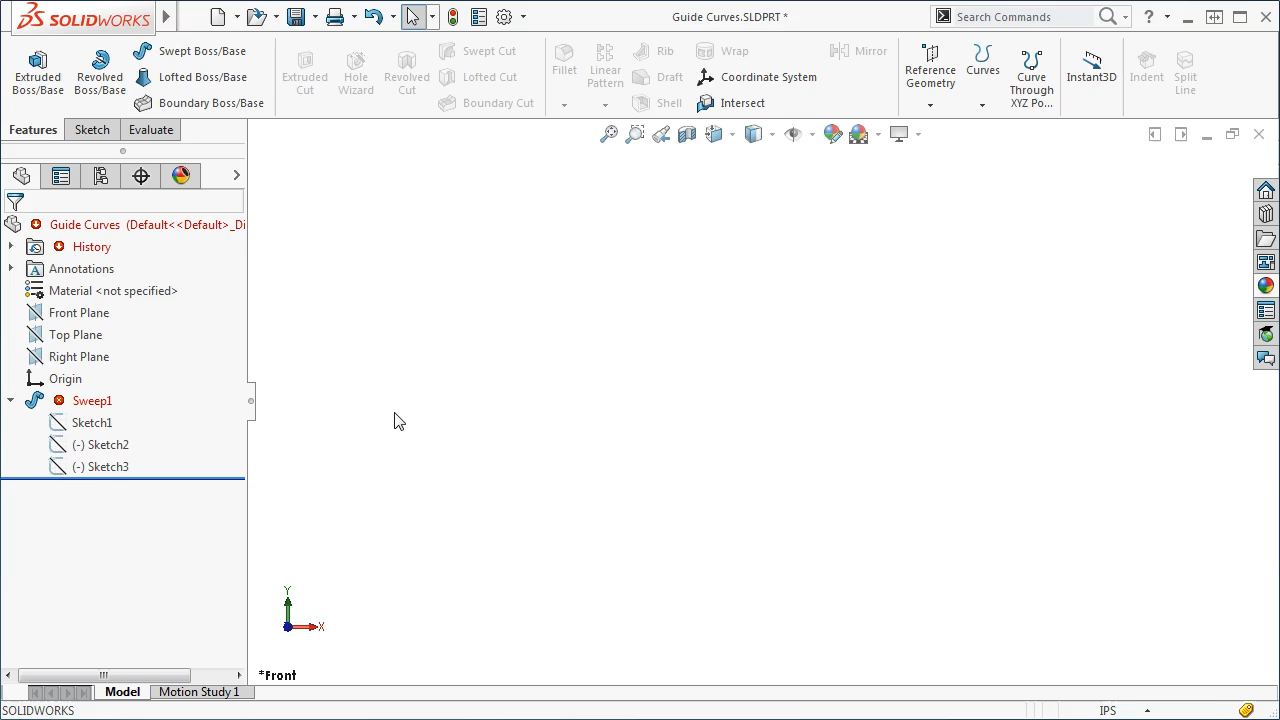 SOLIDWORKS
Guide Curves.SLDPRT *
Search Commands
Extruded Boss/Base
Revolved Boss/Base
Swept Boss/Base
Lofted Boss/Base
Boundary Boss/Base
Extruded Cut
Hole Wizard
Revolved Cut
Swept Cut
Lofted Cut
Boundary Cut
Fillet
Linear Pattern
Rib
Draft
Shell
Wrap
Coordinate System
Intersect
Mirror
Reference Geometry
Curves
Curve Through XYZ Po...
Instant3D
Indent
Split Line
Features
Sketch
Evaluate
Guide Curves (Default<<Default>_Di
History
Annotations
Material <not specified>
Front Plane
Top Plane
Right Plane
Origin
Sweep1
Sketch1
(-) Sketch2
(-) Sketch3
Y
X
*Front
Model
Motion Study 1
SOLIDWORKS
IPS